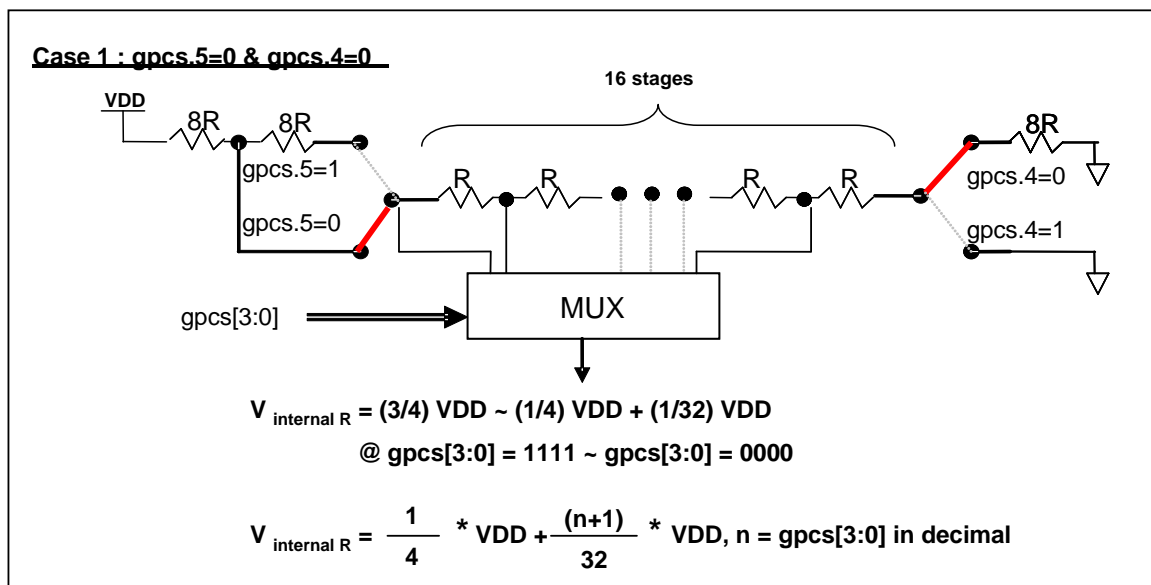 Case 1 : gpcs.5=0 & gpcs.4=0
16 stages
VDD
8R 8R 8R
gpcs.5=1
R R R R
gpcs.4=0
gpcs.5=0
gpcs.4=1
gpcs[3:0]
MUX
V internal R = (3/4) VDD ~ (1/4) VDD + (1/32) VDD
@ gpcs[3:0] = 1111 ~ gpcs[3:0] = 0000
V internal R = 1/4 * VDD + (n+1)/32 * VDD, n = gpcs[3:0] in decimal